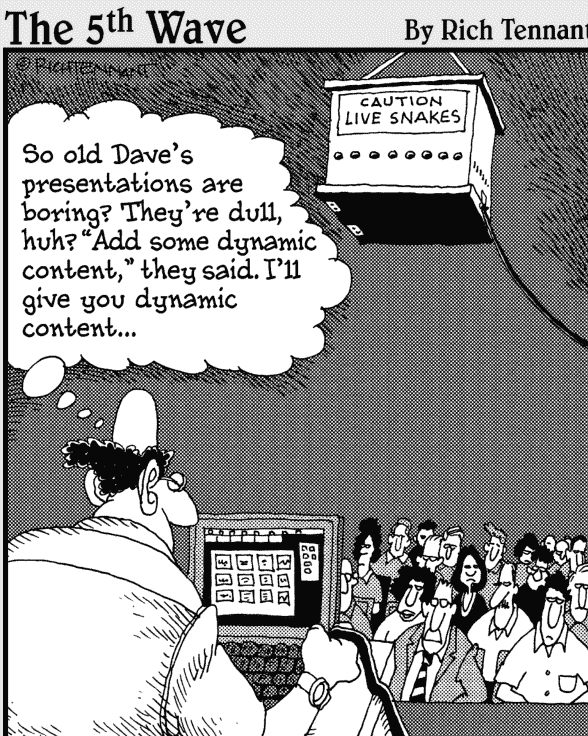 The 5th Wave
By Rich Tennant
© RICHTENNANT
CAUTION
LIVE SNAKES
So old Dave's
presentations are
boring? They're dull,
huh? “Add some dynamic
content,” they said. I'll
give you dynamic
content...